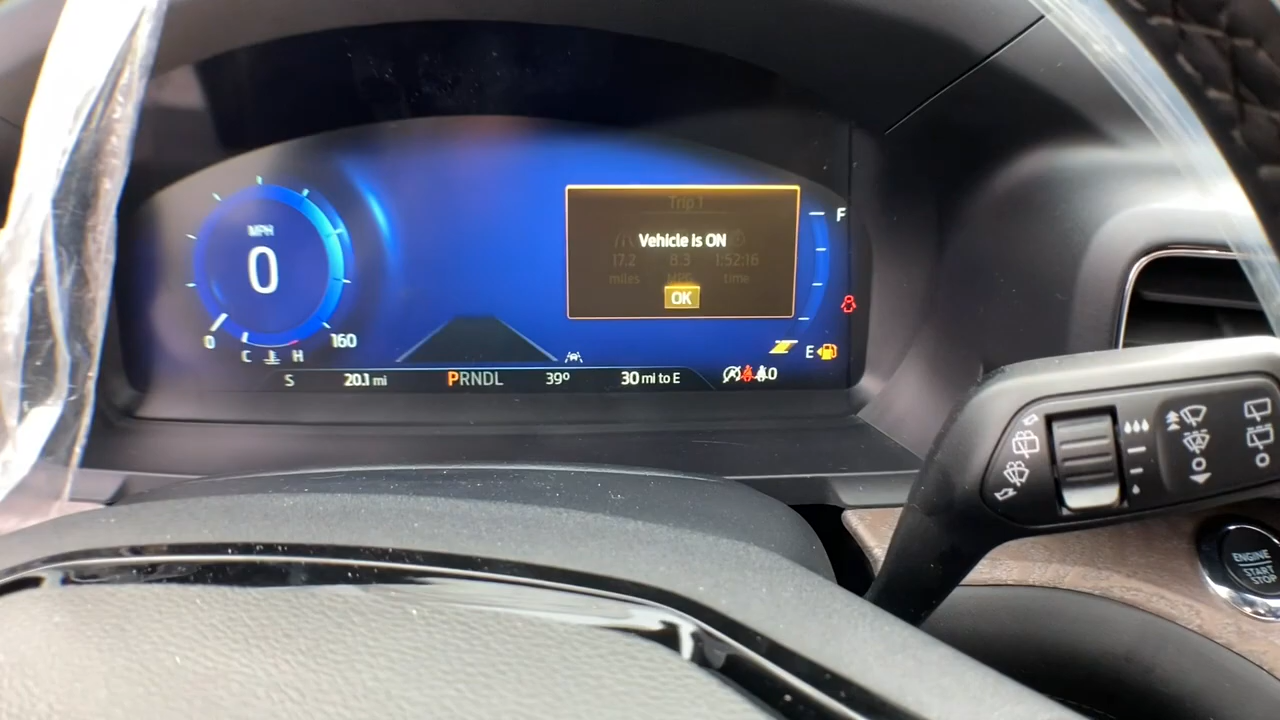 MPH
0
0
160
C
H
Trip 1
Vehicle is ON
17.2 8.3 1:52:16
miles MPG time
OK
F
E
S 20.1 mi PRNDL 39° 30 mi to E
ENGINE
START
STOP